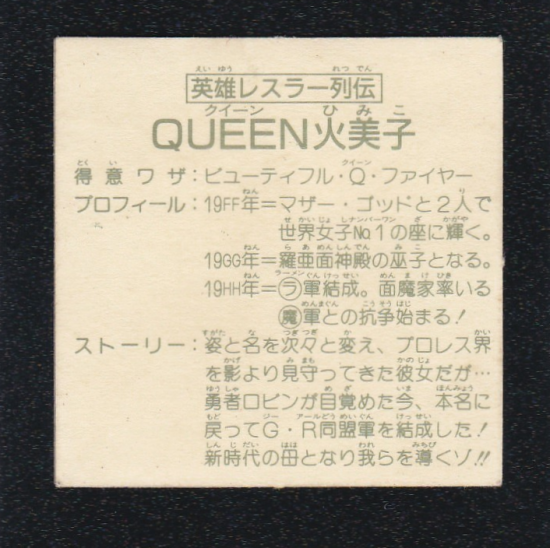 英雄レスラー列伝
QUEEN火美子
得意ワザ：ビューティフル・Q・ファイヤー
プロフィール：19FF年＝マザー・ゴッドと2人で
世界女子No.1の座に輝く。
19GG年＝羅亜面神殿の巫子となる。
19HH年＝ラ軍結成。面魔家率いる
魔軍との抗争始まる！
ストーリー：姿と名を次々と変え、プロレス界
を影より見守ってきた彼女だが…
勇者ロビンが目覚めた今、本名に
戻ってG・R同盟軍を結成した！
新時代の母となり我らを導くゾ!!